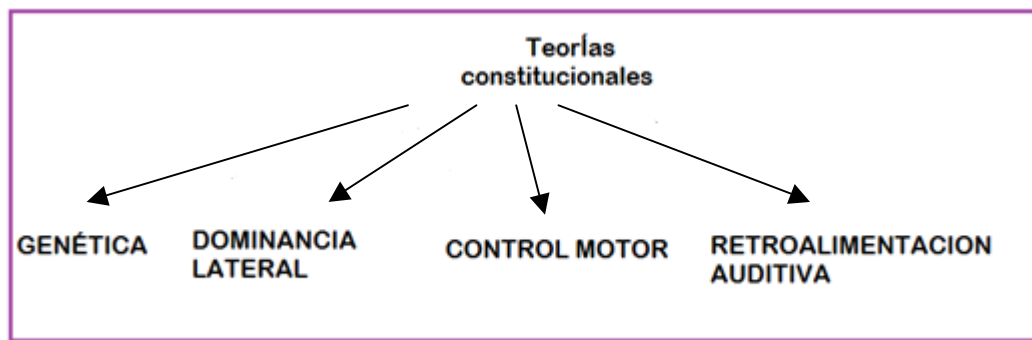 Teorías
constitucionales
GENÉTICA
DOMINANCIA
LATERAL
CONTROL MOTOR
RETROALIMENTACION
AUDITIVA